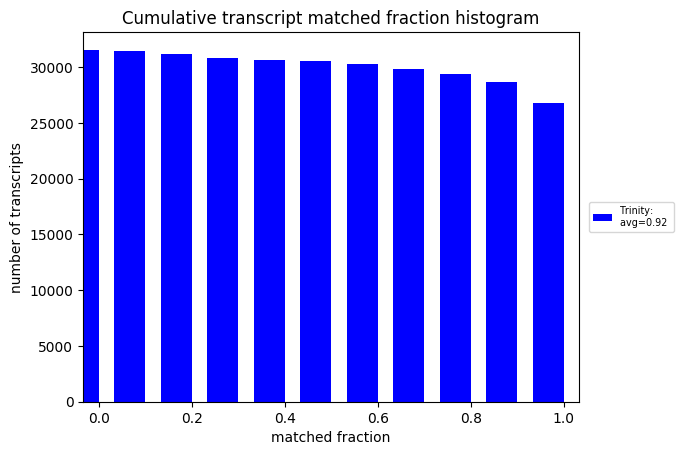 Cumulative transcript matched fraction histogram
number of transcripts
30000
25000
20000
15000
10000
5000
0
0.0 0.2 0.4 0.6 0.8 1.0
matched fraction
Trinity:
avg=0.92